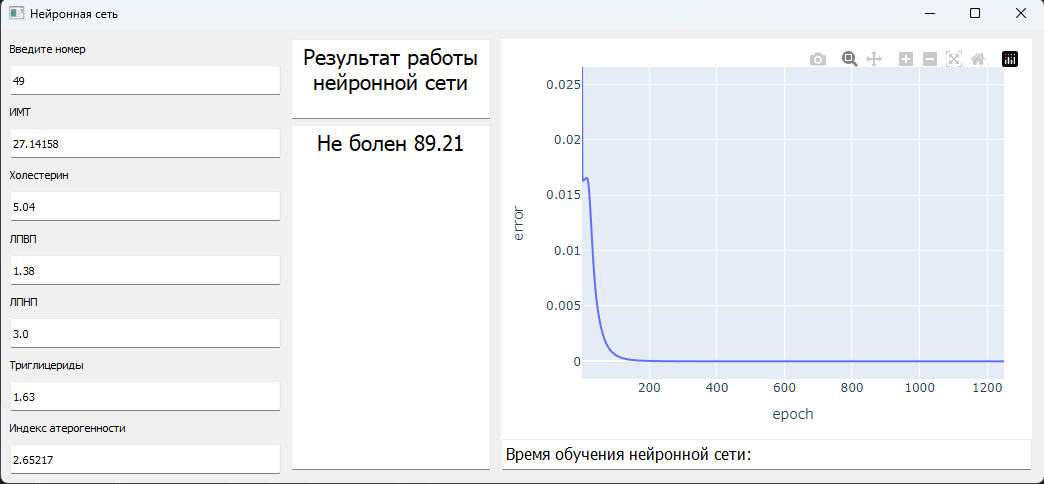 Нейронная сеть
Введите номер
49
ИМТ
27.14158
Холестерин
5.04
ЛПВП
1.38
ЛПНП
3.0
Триглицериды
1.63
Индекс атерогенности
2.65217
Результат работы
нейронной сети
Не болен 89.21
0.025
0.02
0.015
0.01
0.005
0
error
200 400 600 800 1000 1200
epoch
Время обучения нейронной сети: